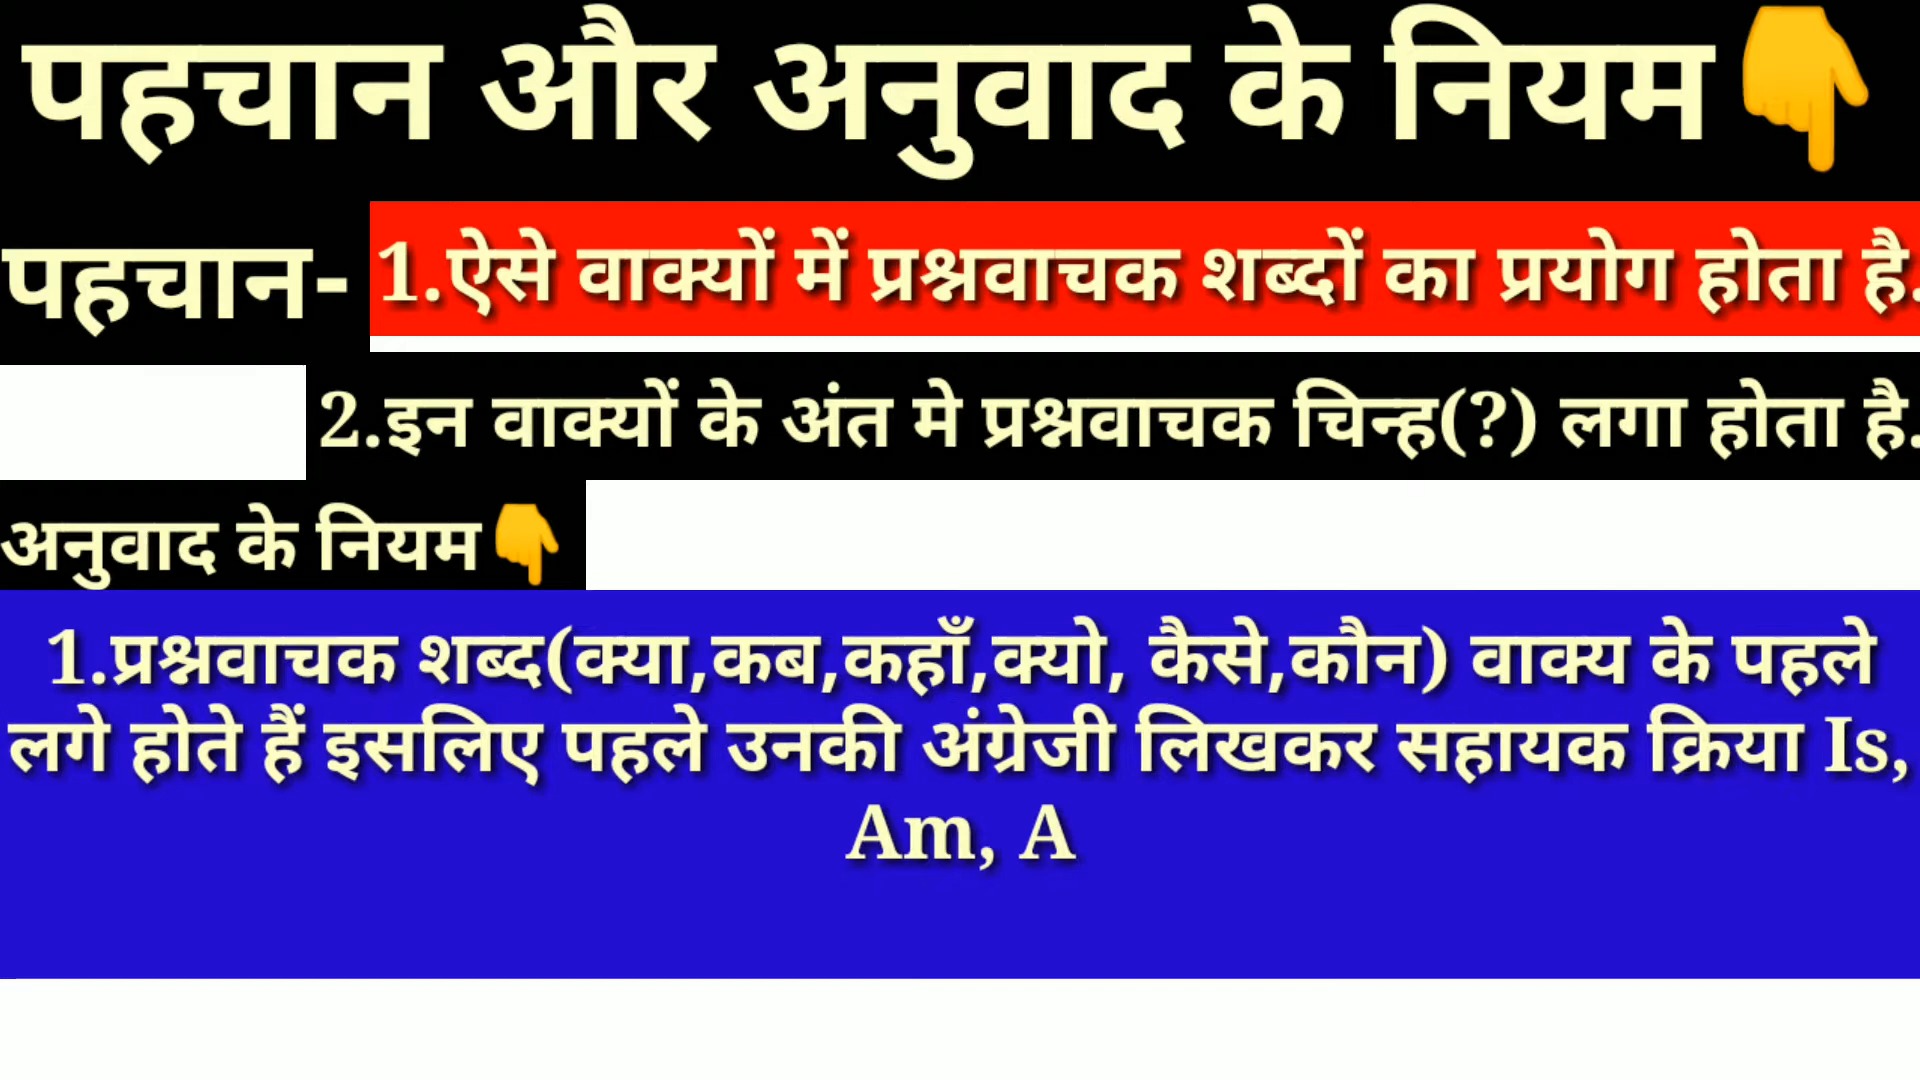 पहचान और अनुवाद के नियम👇
पहचान- 1.ऐसे वाक्यों में प्रश्नवाचक शब्दों का प्रयोग होता है.
2.इन वाक्यों के अंत मे प्रश्नवाचक चिन्ह(?) लगा होता है.
अनुवाद के नियम👇
1.प्रश्नवाचक शब्द(क्या,कब,कहाँ,क्यो, कैसे,कौन) वाक्य के पहले
लगे होते हैं इसलिए पहले उनकी अंग्रेजी लिखकर सहायक क्रिया Is,
Am, A